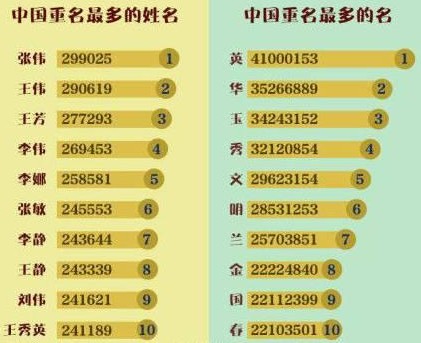 中国重名最多的姓名
张伟 299025 1
王伟 290619 2
王芳 277293 3
李伟 269453 4
李娜 258581 5
张敏 245553 6
李静 243644 7
王静 243339 8
刘伟 241621 9
王秀英 241189 10
中国重名最多的名
英 41000153 1
华 35266889 2
玉 34243152 3
秀 32120854 4
文 29623154 5
明 28531253 6
兰 25703851 7
金 22224840 8
国 22112399 9
春 22103501 10